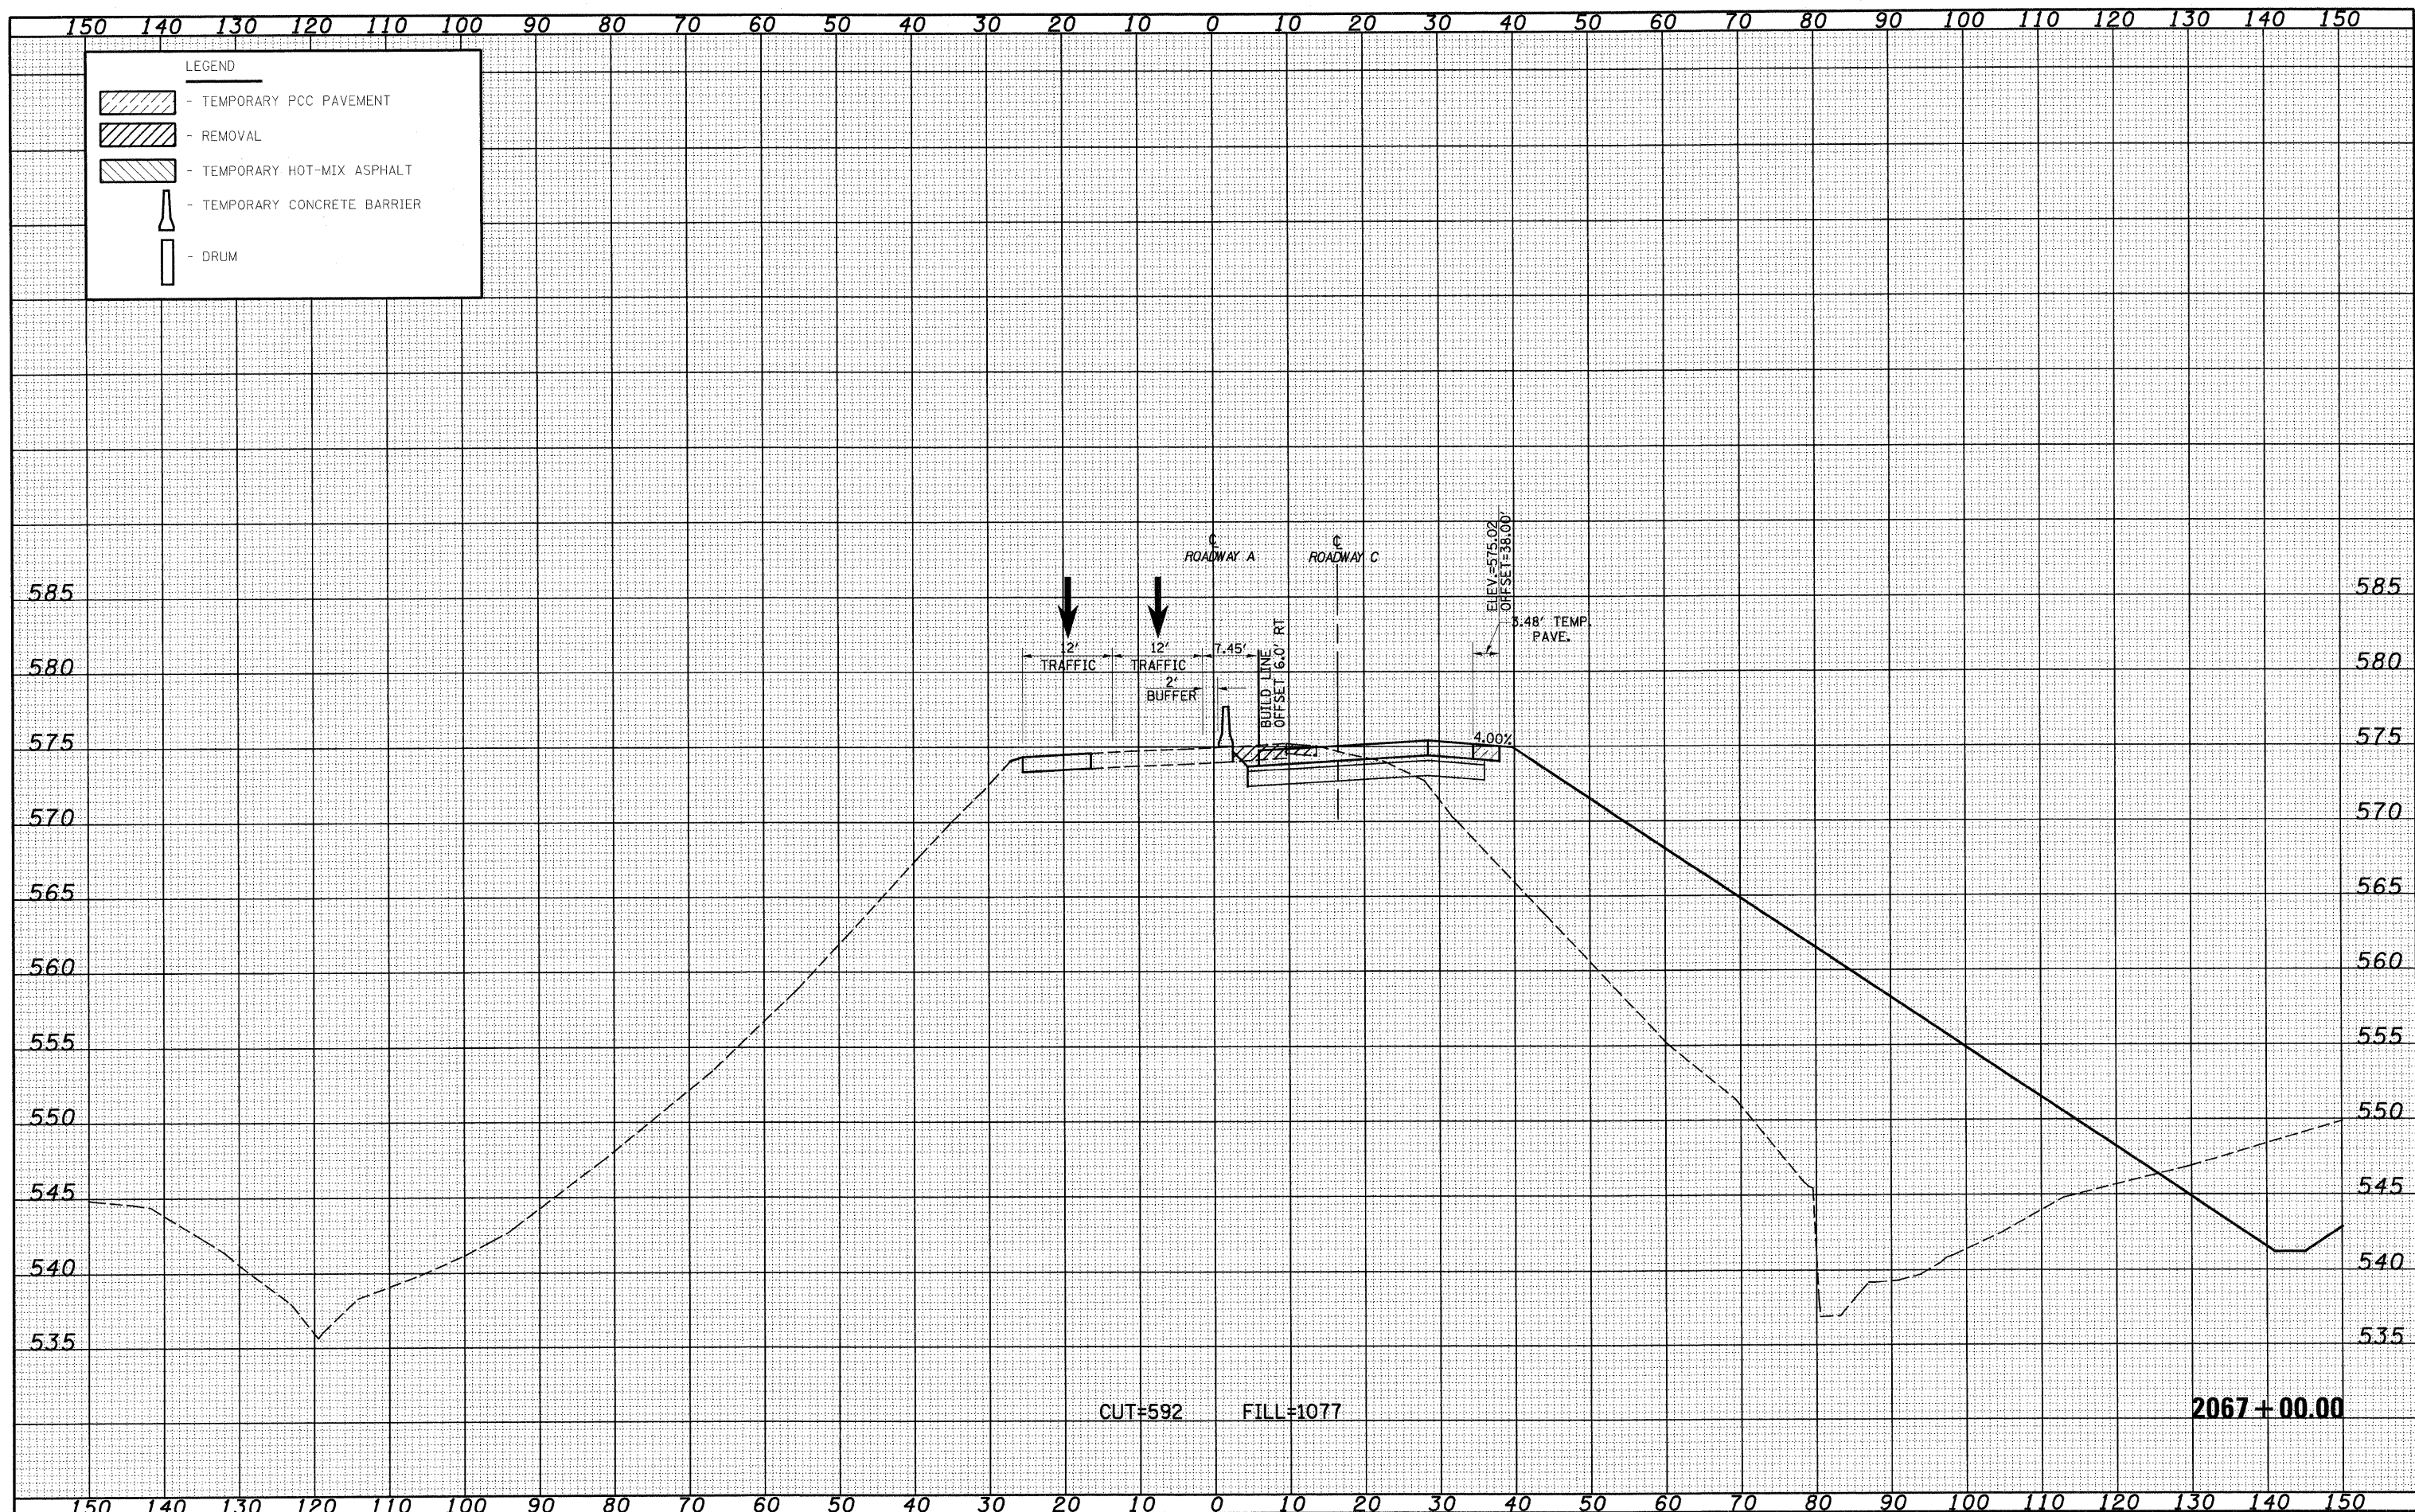 150 140 130 120 110 100 90 80 70 60 50 40 30 20 10 0 10 20 30 40 50 60 70 80 90 100 110 120 130 140 150
LEGEND
- TEMPORARY PCC PAVEMENT
- REMOVAL
- TEMPORARY HOT-MIX ASPHALT
- TEMPORARY CONCRETE BARRIER
- DRUM
ELEV.=575.02
OFFSET=38.00'
℄
ROADWAY A
℄
ROADWAY C
585 585
3.48' TEMP.
PAVE.
12'
TRAFFIC
12'
TRAFFIC
7.45'
2'
BUFFER
BUILD LINE
OFFSET 6.0' RT
580 580
4.00%
575 575
570 570
565 565
560 560
555 555
550 550
545 545
540 540
535 535
CUT=592 FILL=1077
2067+00.00
150 140 130 120 110 100 90 80 70 60 50 40 30 20 10 0 10 20 30 40 50 60 70 80 90 100 110 120 130 140 150